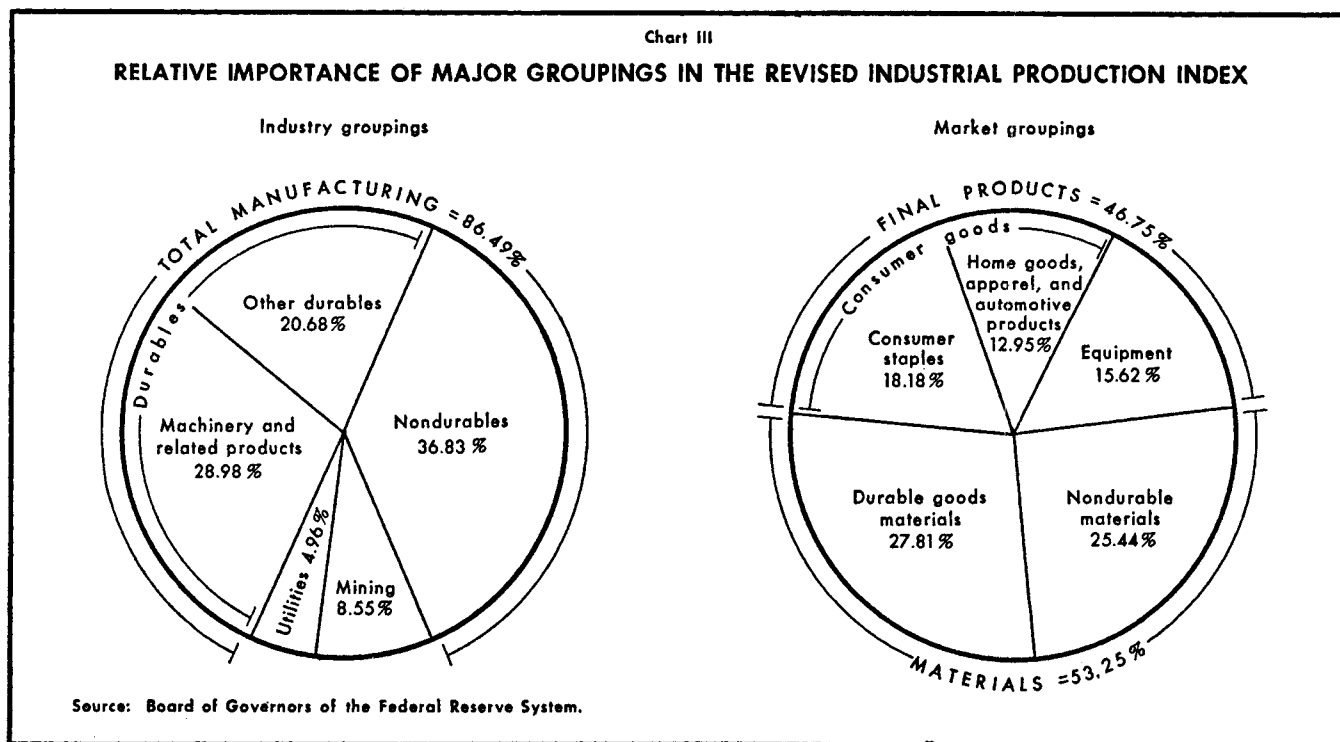 Chart III
RELATIVE IMPORTANCE OF MAJOR GROUPINGS IN THE REVISED INDUSTRIAL PRODUCTION INDEX
Industry groupings
TOTAL MANUFACTURING = 86.49%
Durables
Other durables
20.68%
Machinery and
related products
28.98%
Nondurables
36.83%
Utilities 4.96%
Mining
8.55%
Market groupings
FINAL PRODUCTS = 46.75%
Consumer goods
Home goods,
apparel, and
automotive
products
12.95%
Consumer
staples
18.18%
Equipment
15.62%
Durable goods
materials
27.81%
Nondurable
materials
25.44%
MATERIALS = 53,25%
Source: Board of Governors of the Federal Reserve System.